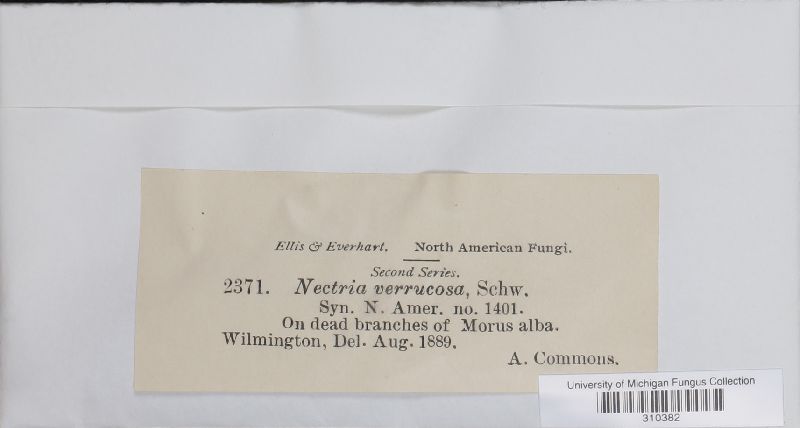 Ellis & Everhart. North American Fungi.
Second Series.
2371. Nectria verrucosa, Schw.
Syn. N. Amer. no. 1401.
On dead branches of Morus alba.
Wilmington, Del. Aug. 1889.
A. Commons.
University of Michigan Fungus Collection
310382